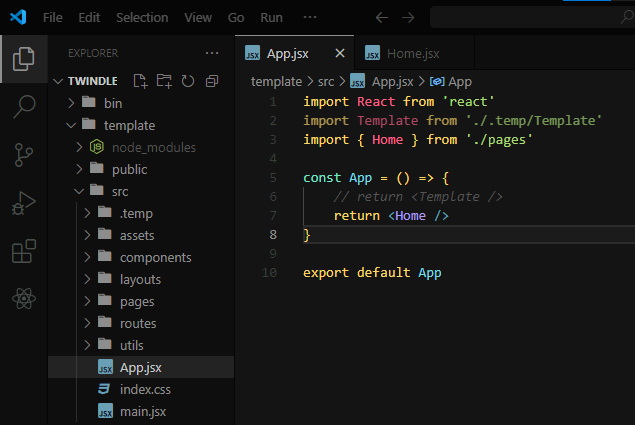 File Edit Selection View Go Run ...
EXPLORER ...
TWINDLE
bin
template
node_modules
public
src
.temp
assets
components
layouts
pages
routes
utils
App.jsx
index.css
main.jsx
JSX App.jsx JSX Home.jsx
template > src > JSX App.jsx > App
1 import React from 'react'
2 import Template from './.temp/Template'
3 import { Home } from './pages'
4
5 const App = () => {
6 // return <Template />
7 return <Home />
8 }
9
10 export default App